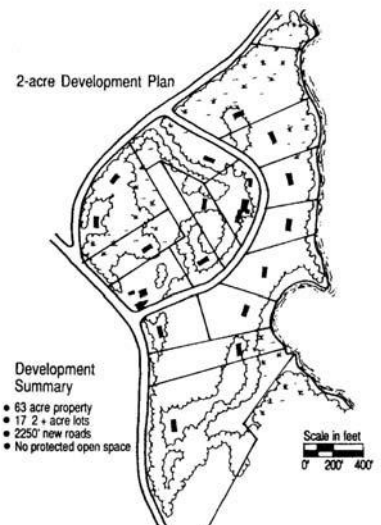 2-acre Development Plan
Development
Summary
• 63 acre property
• 17 2 + acre lots
• 2250' new roads
• No protected open space
Scale in feet
0' 200' 400'